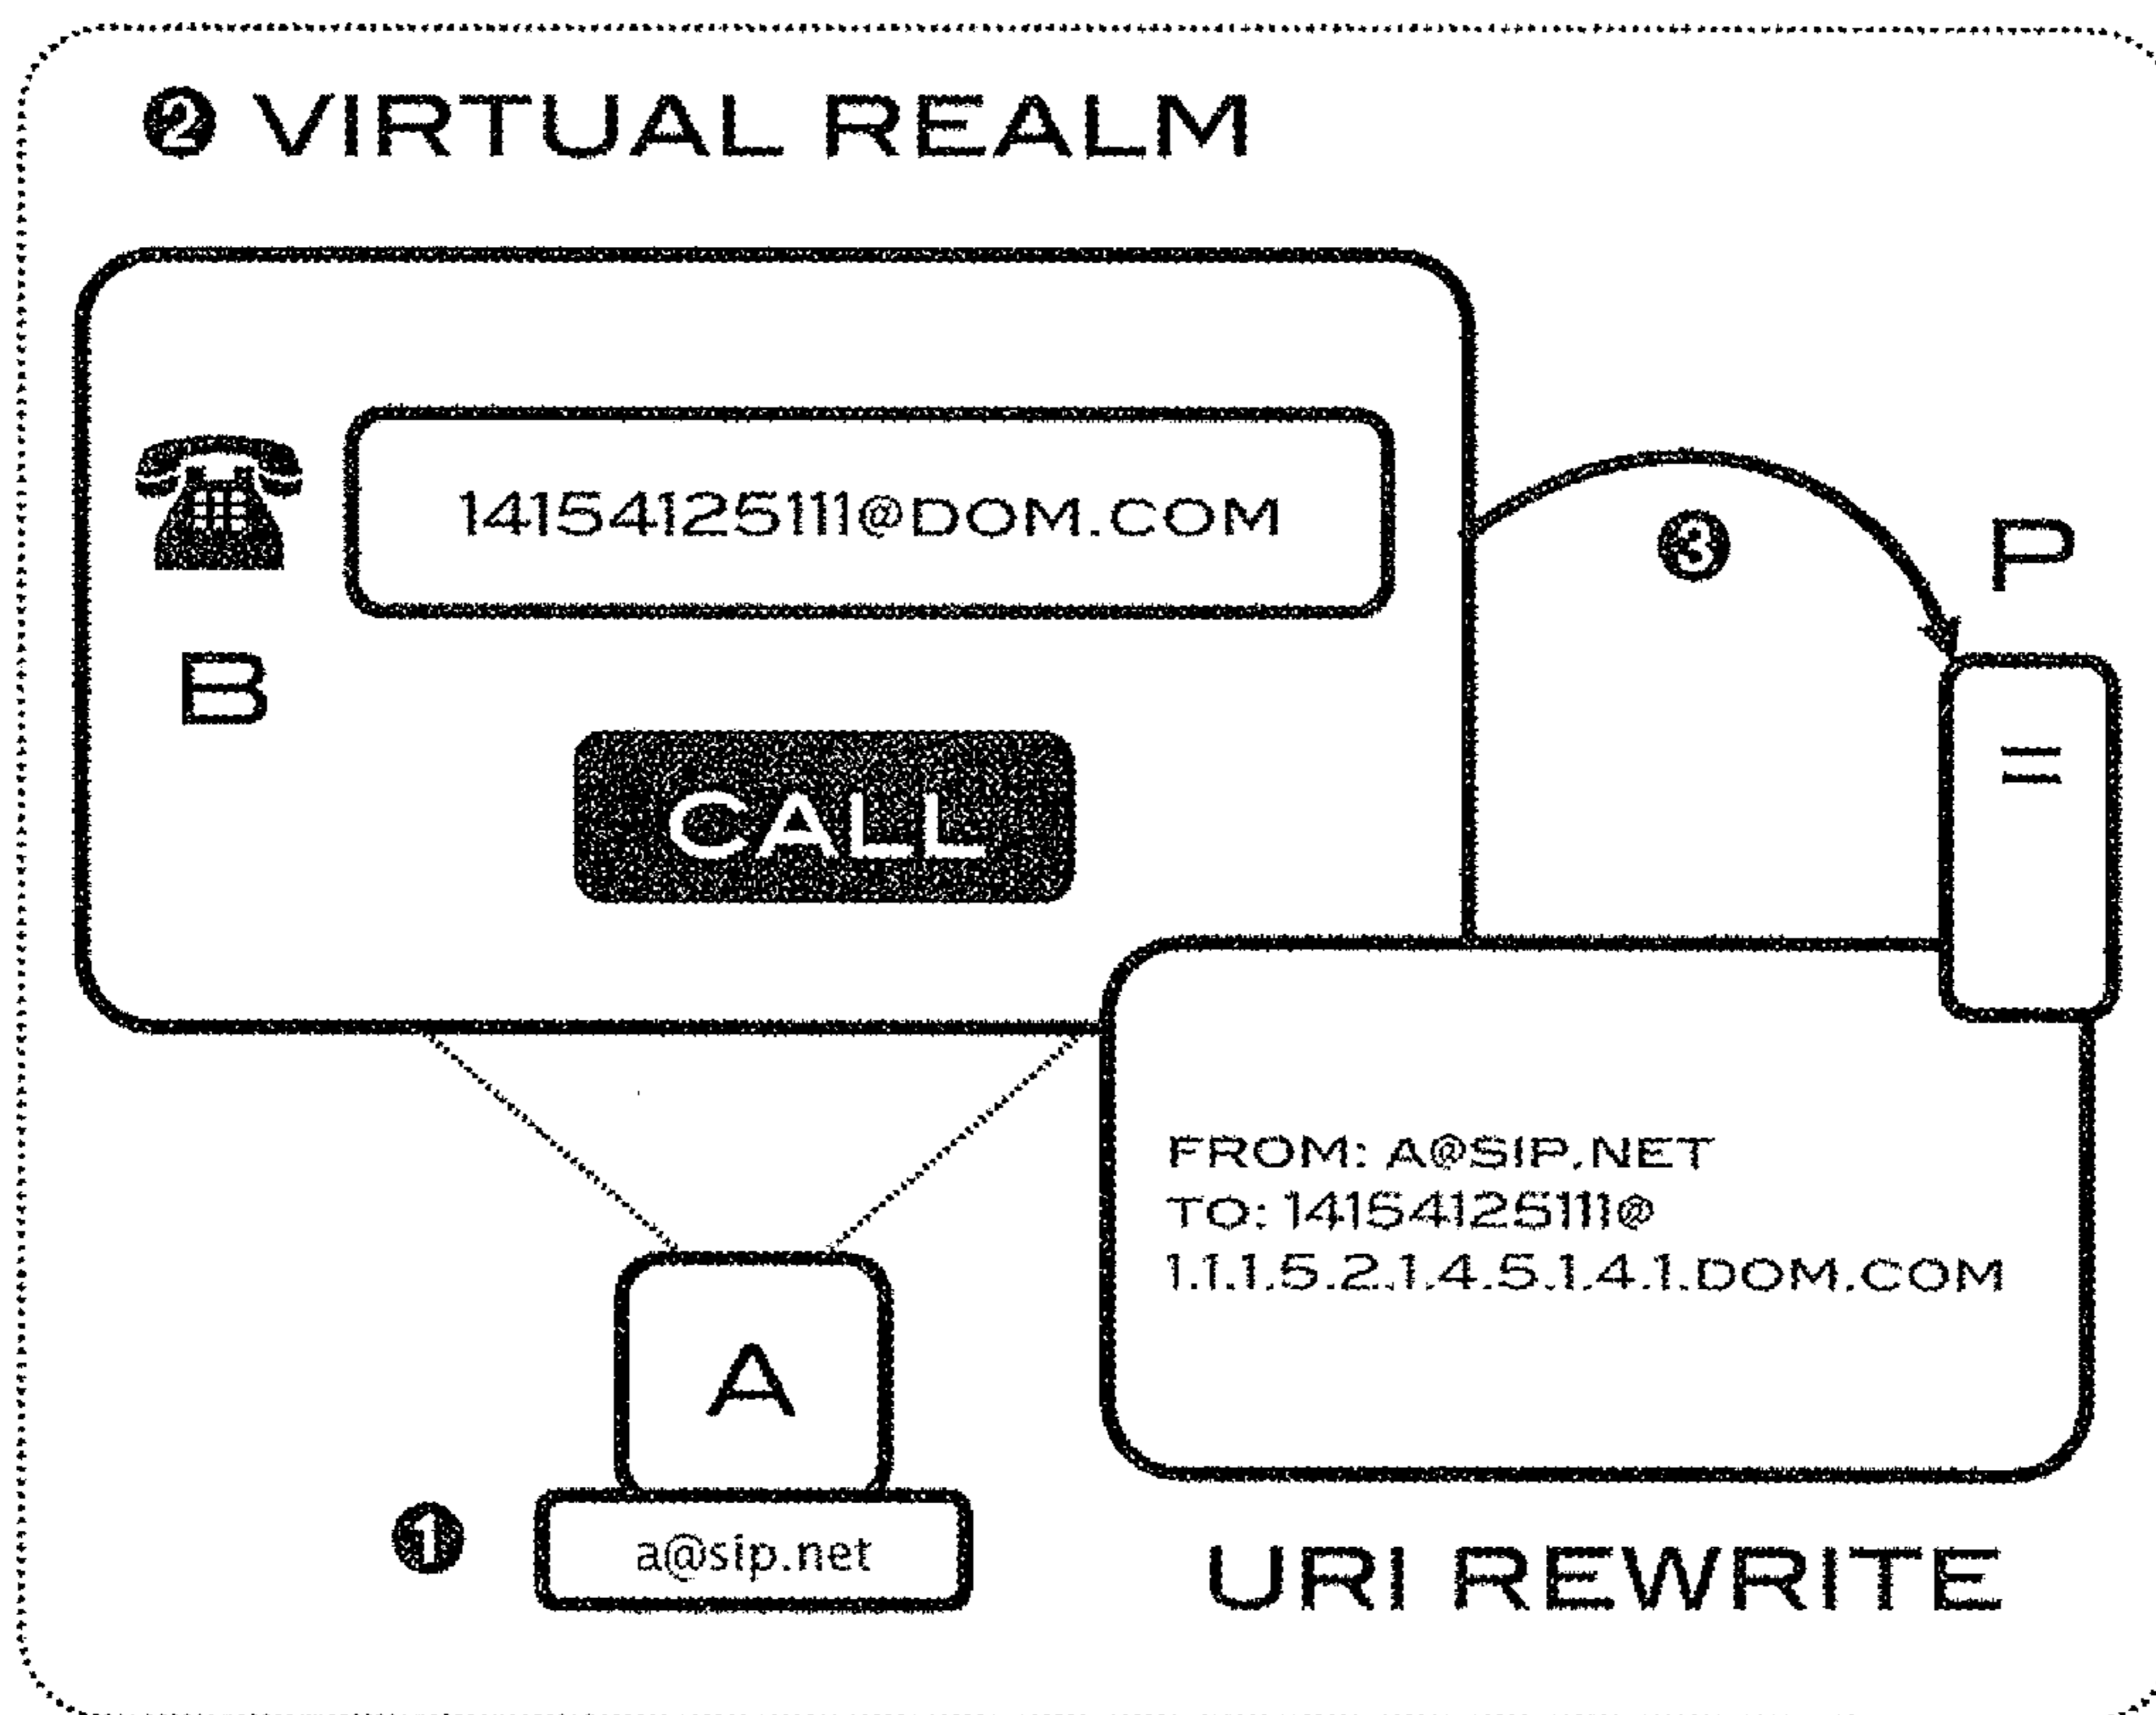 ❷ VIRTUAL REALM
14154125111@DOM.COM
❸
P
B
=
CALL
FROM: A@SIP.NET
TO: 14154125111@
1.1.1.5.2.1.4.5.1.4.1.DOM.COM
A
❶
a@sip.net
URI REWRITE